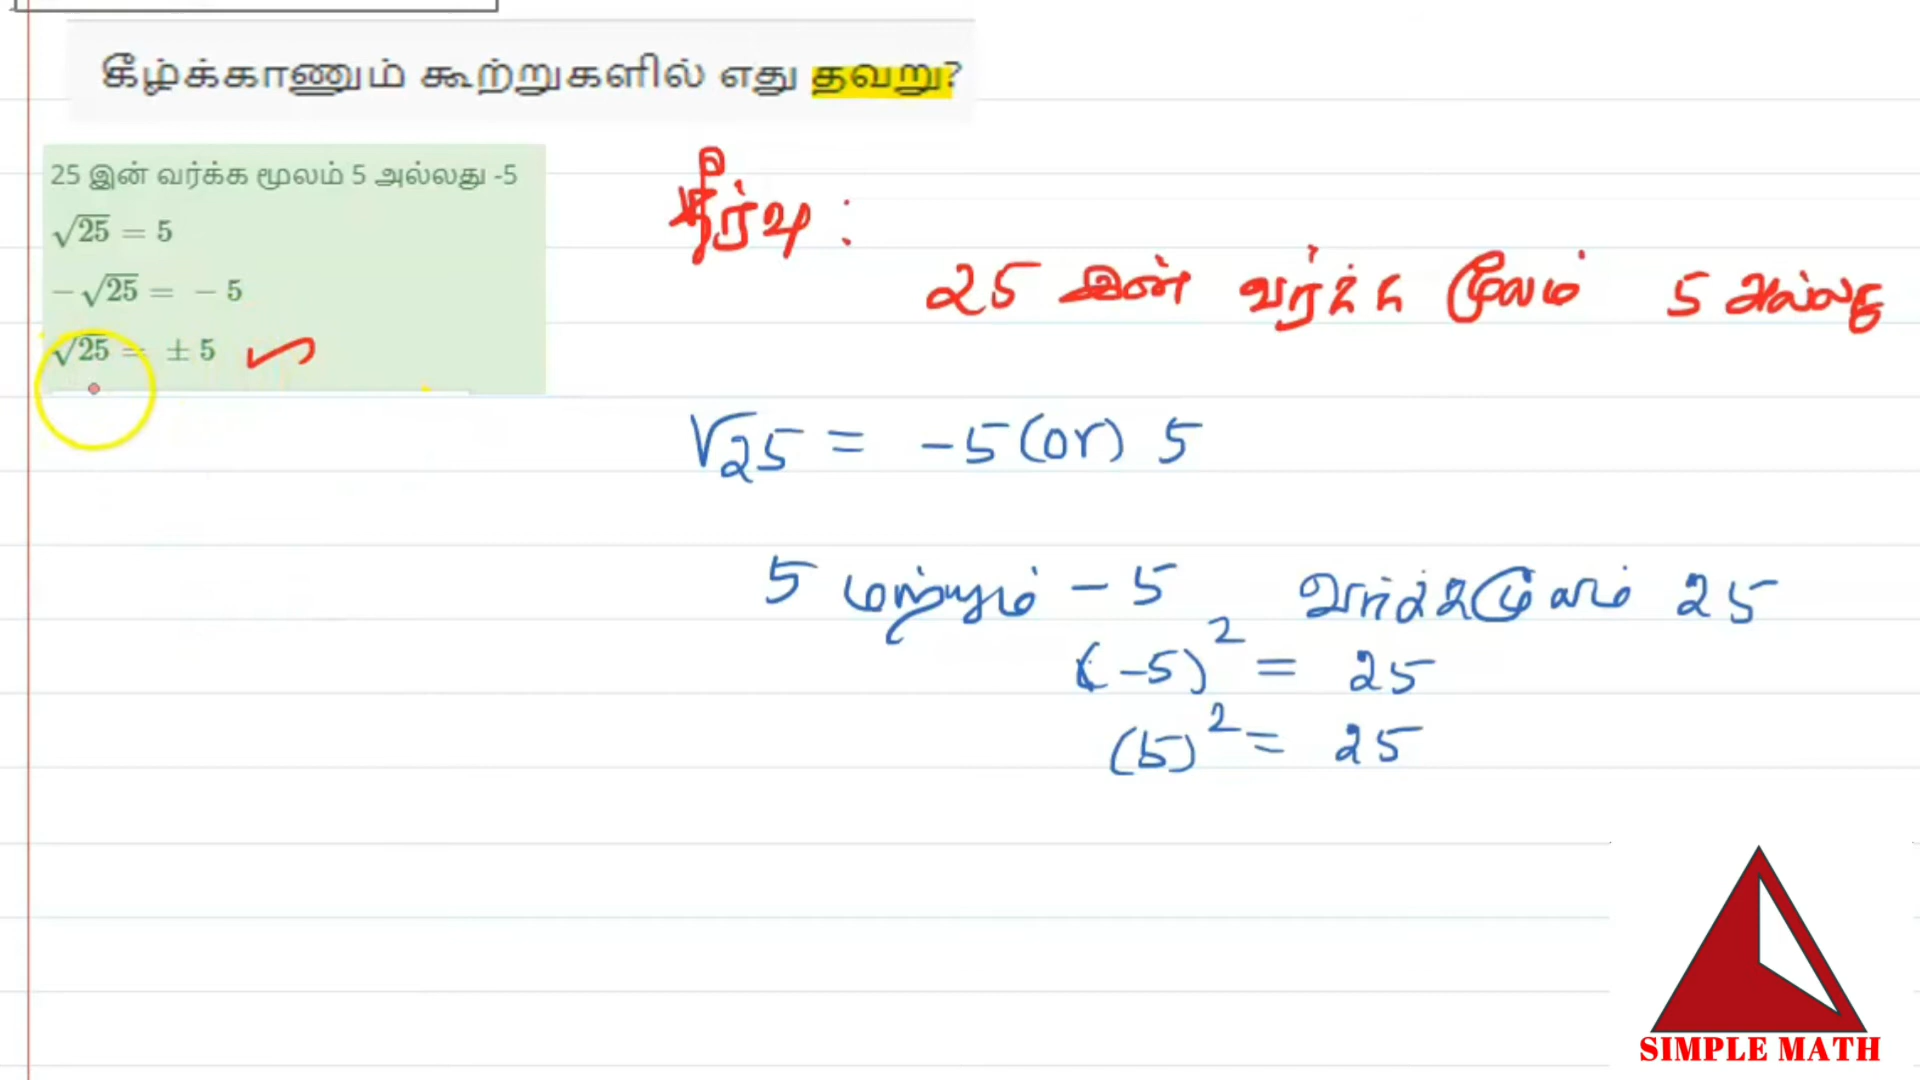 கீழ்க்காணும் கூற்றுகளில் எது தவறு?
25 இன் வர்க்க மூலம் 5 அல்லது -5
√25 = 5
-√25 = - 5
√25 = ± 5
தீர்வு :
25 இன் வர்க்க மூலம் 5 அல்லது
√25 = -5 (or) 5
5 மற்றும் -5 வர்க்கமூலம் 25
(-5)² = 25
(5)² = 25
SIMPLE MATH